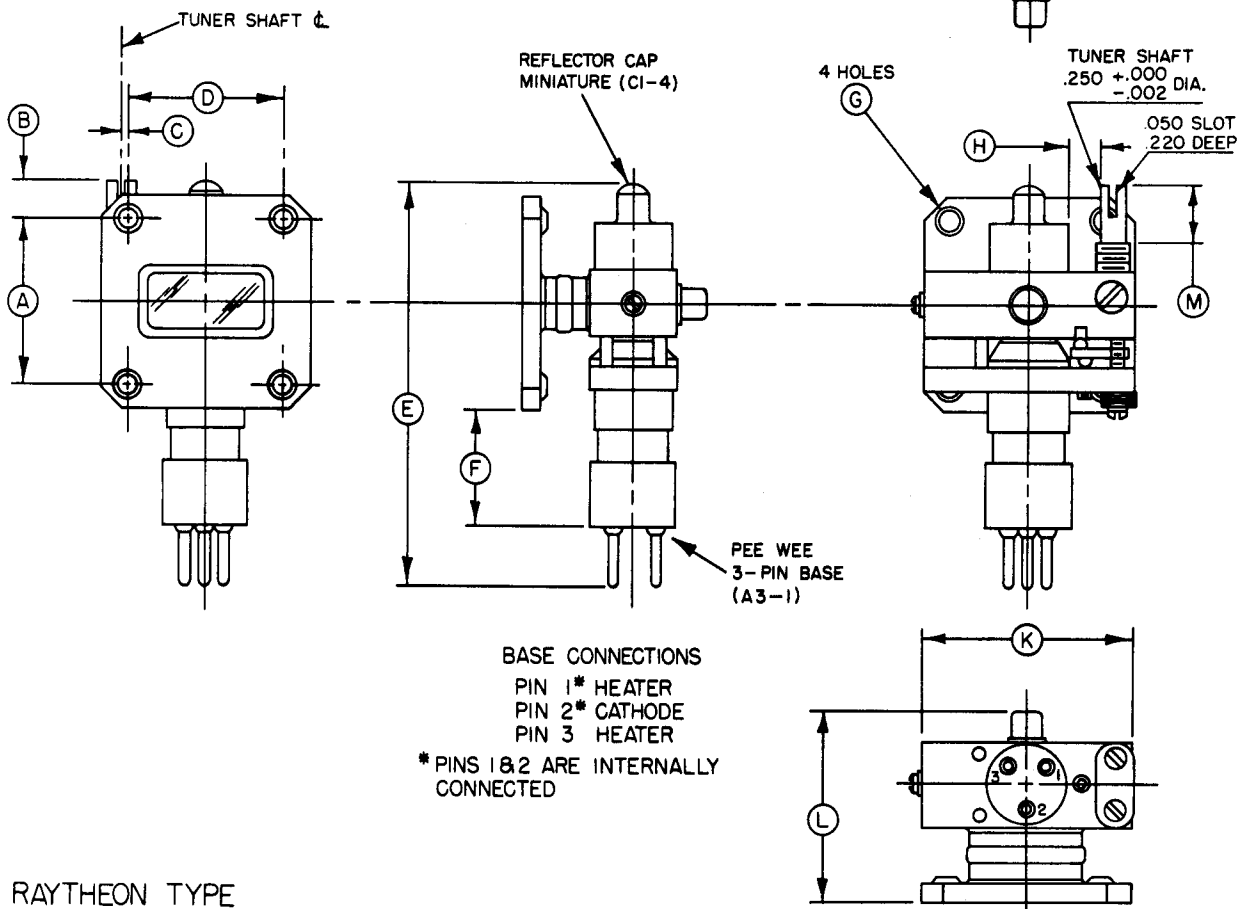 TUNER SHAFT ℄
REFLECTOR CAP
MINIATURE (C1-4)
4 HOLES
G
TUNER SHAFT
.250 +.000
-.002 DIA.
.050 SLOT
.220 DEEP
B
D
C
H
A
M
E
F
PEE WEE
3-PIN BASE
(A3-1)
K
BASE CONNECTIONS
PIN 1* HEATER
PIN 2* CATHODE
PIN 3 HEATER
* PINS 1&2 ARE INTERNALLY
CONNECTED
3 1
2
L
RAYTHEON TYPE